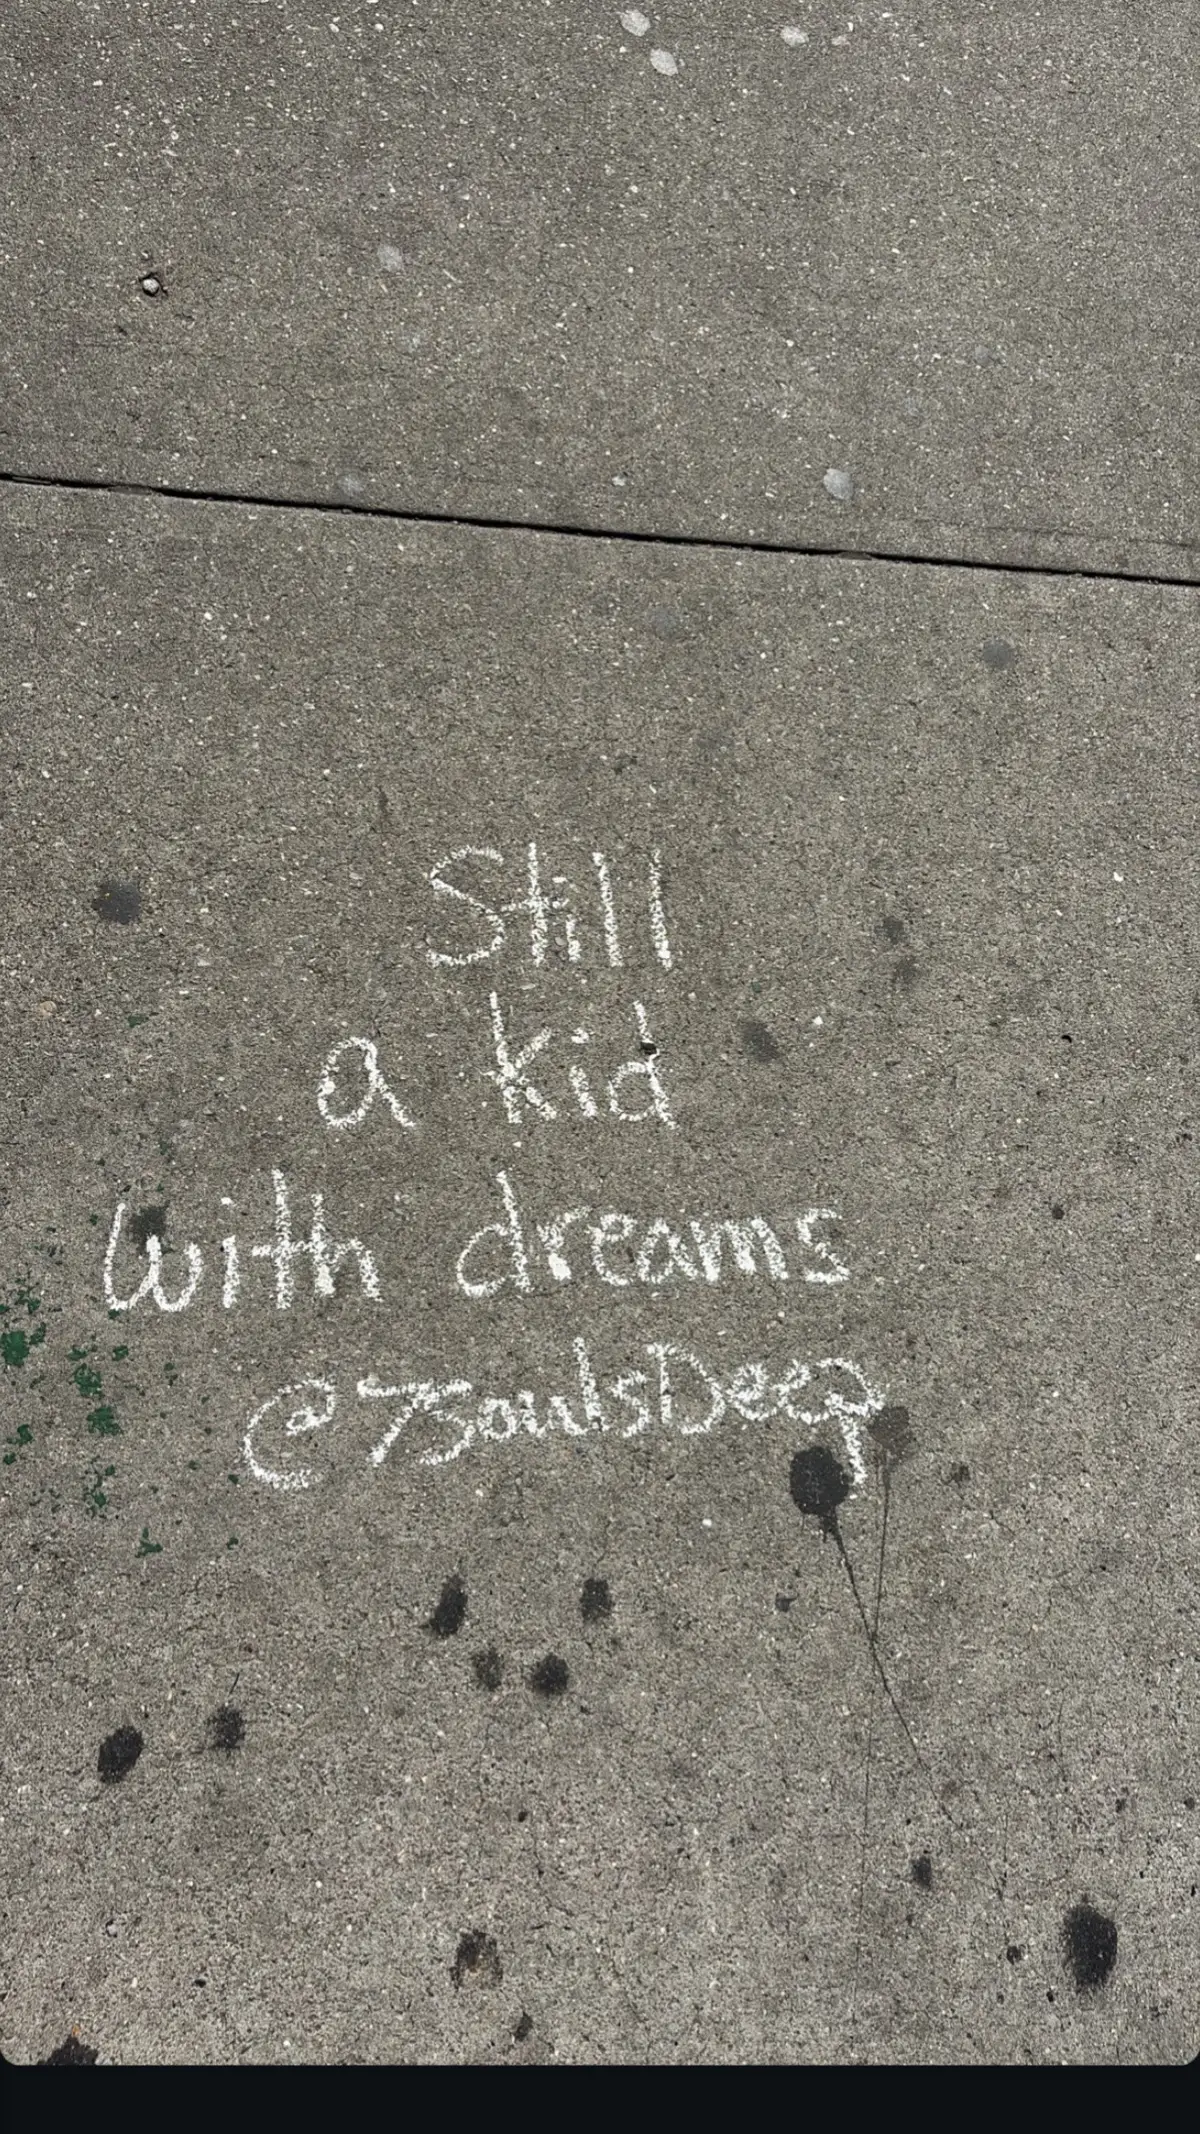 Still
a kid
with dreams
@7SoulsDeep